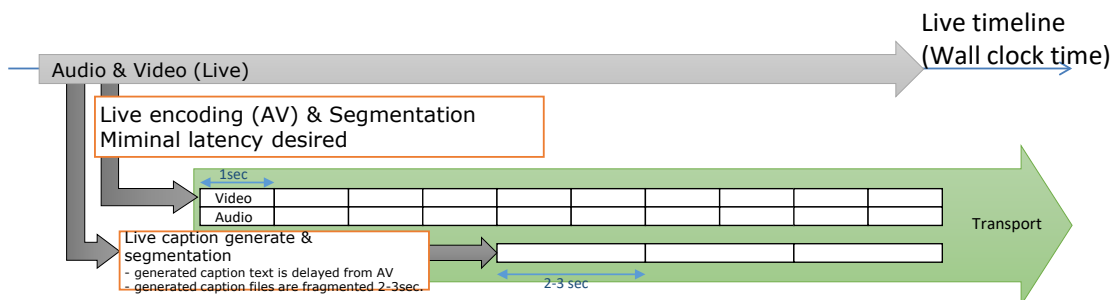 Live timeline
(Wall clock time)
Audio & Video (Live)
Live encoding (AV) & Segmentation
Miminal latency desired
1sec
Video
Audio
Transport
Live caption generate &
segmentation
- generated caption text is delayed from AV
- generated caption files are fragmented 2-3sec.
2-3 sec